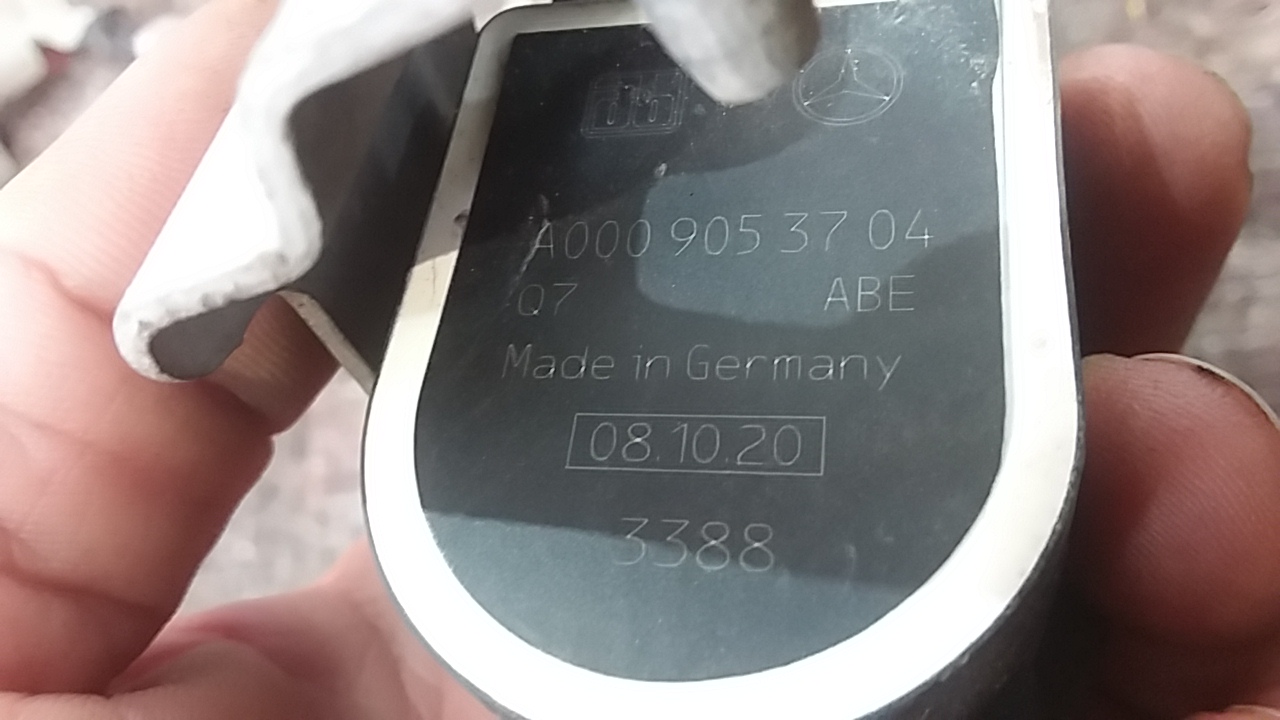 A000 905 37 04
Q7 ABE
Made in Germany
08.10.20
3388